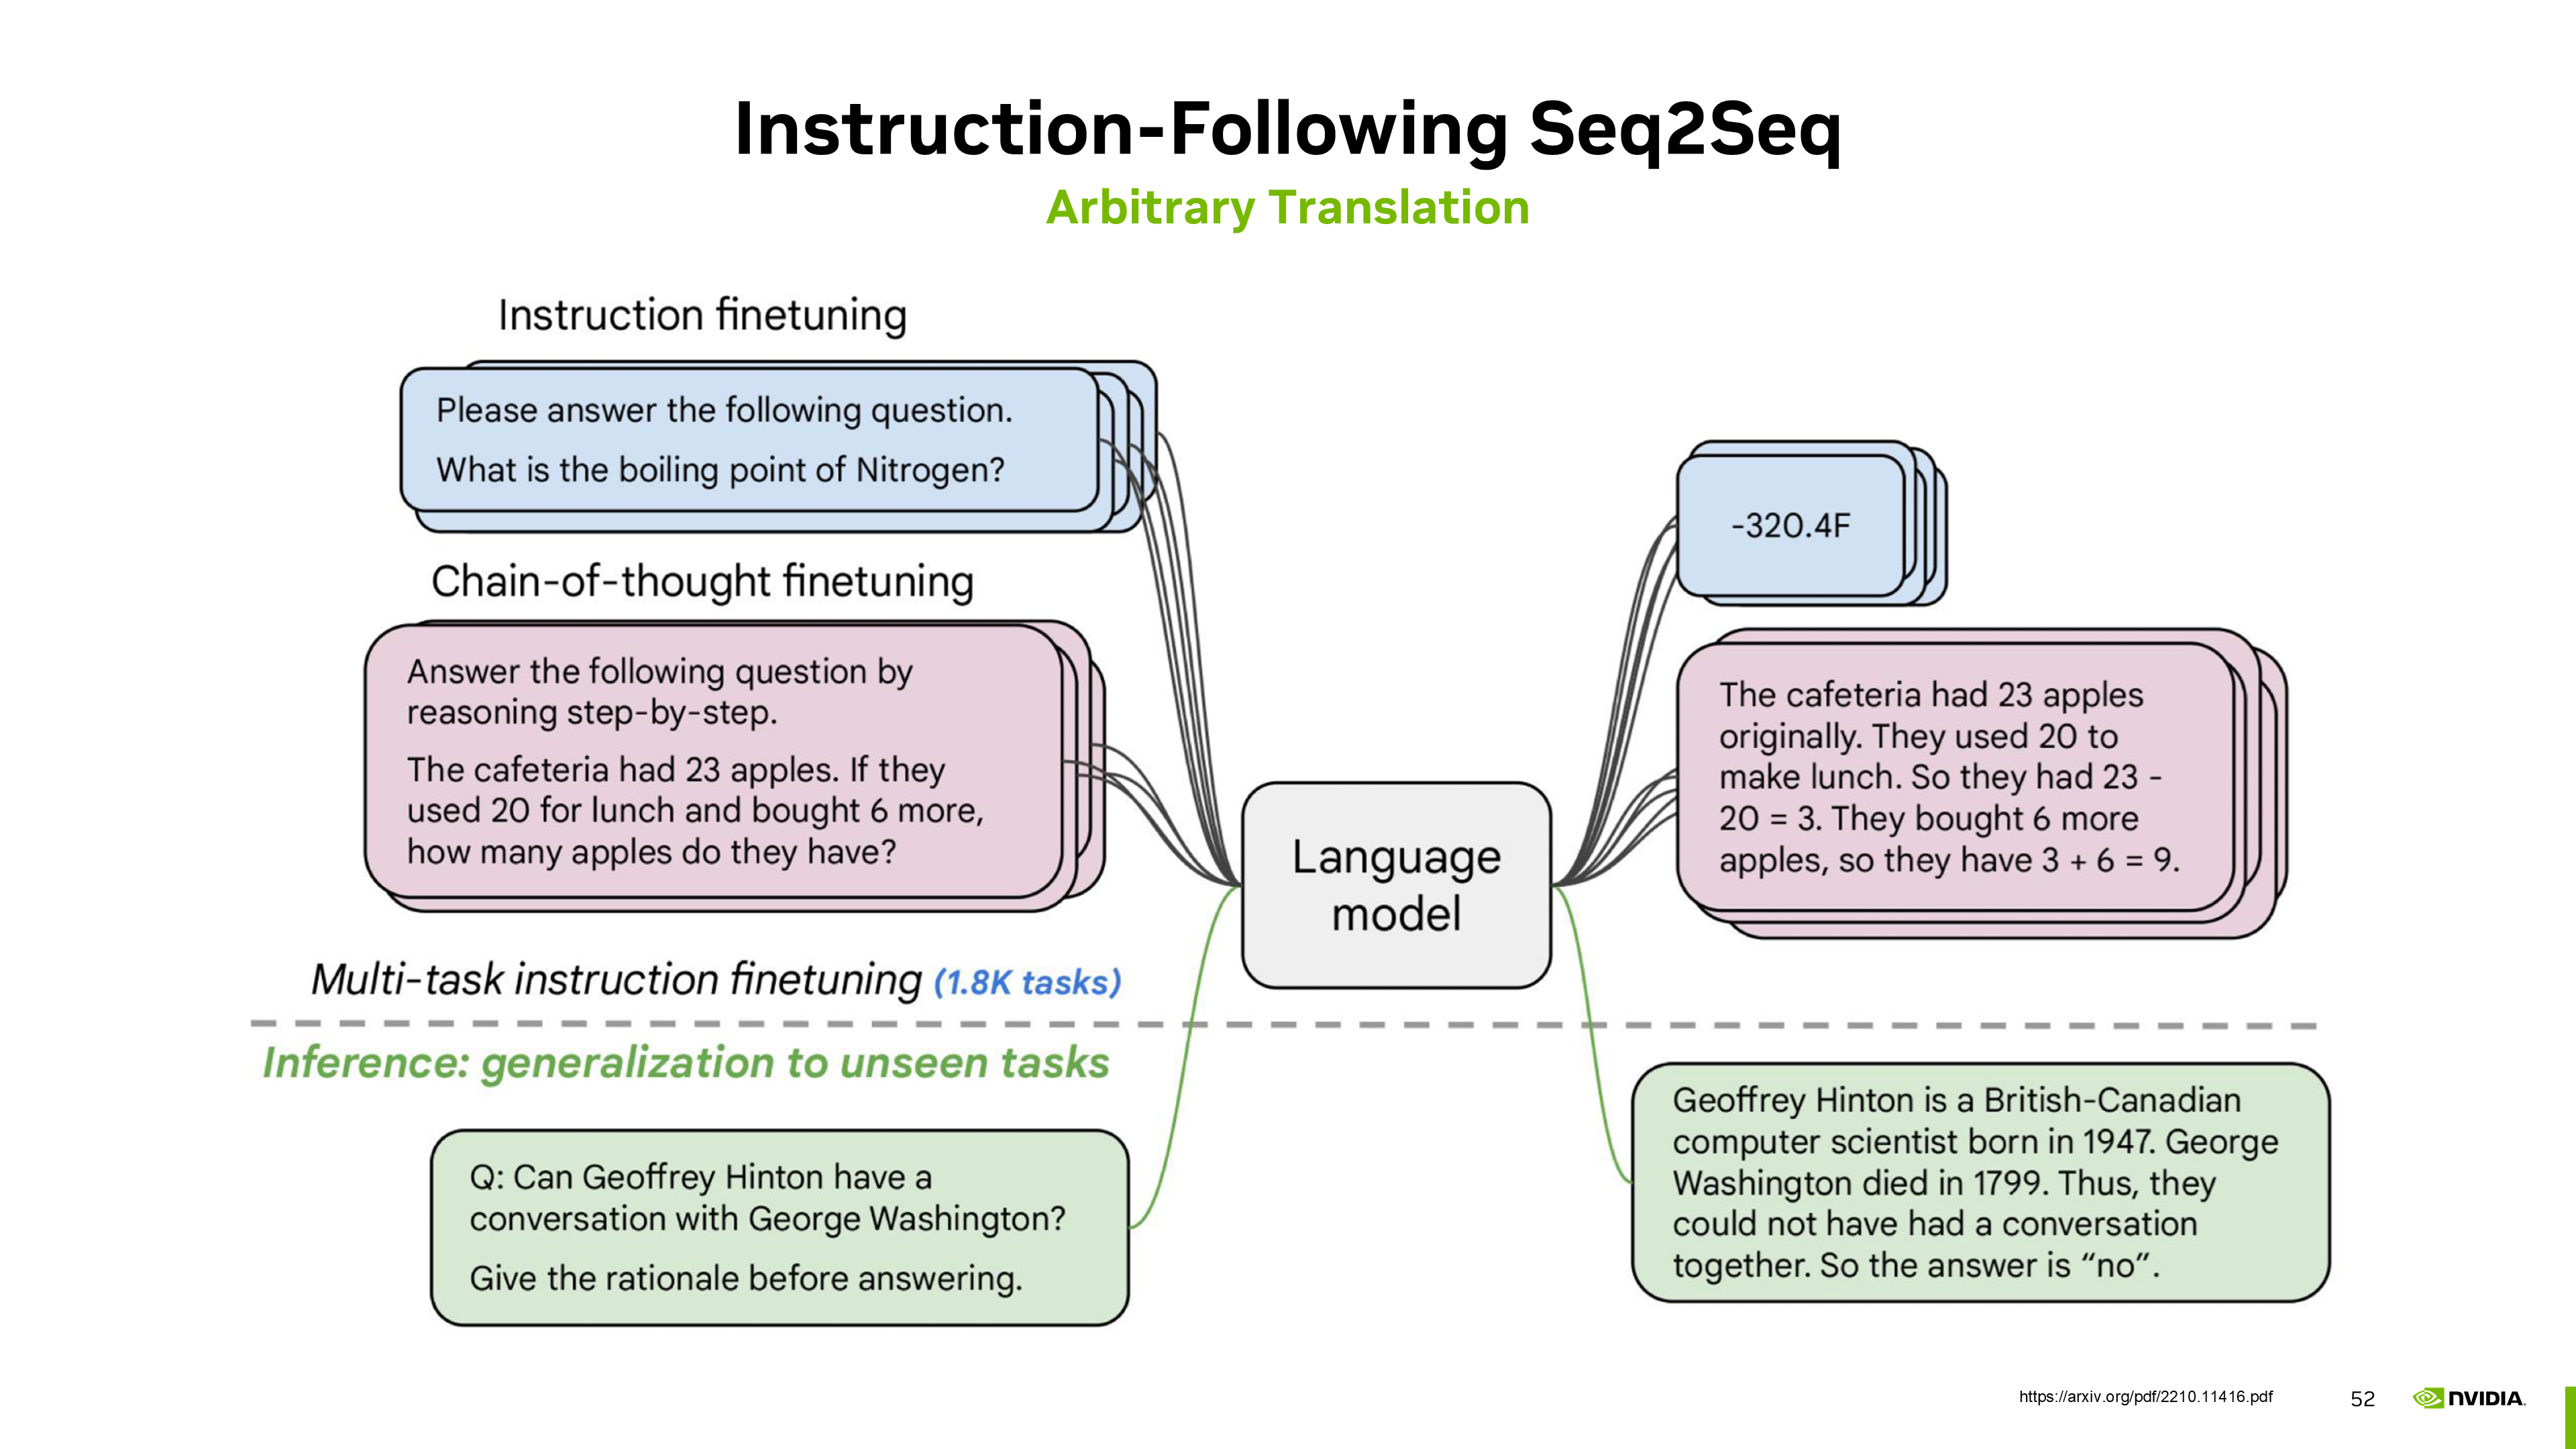 Instruction-Following Seq2Seq
Arbitrary Translation
Instruction finetuning
Please answer the following question.
What is the boiling point of Nitrogen?
Chain-of-thought finetuning
Answer the following question by
reasoning step-by-step.
The cafeteria had 23 apples. If they
used 20 for lunch and bought 6 more,
how many apples do they have?
Multi-task instruction finetuning (1.8K tasks)
Language
model
-320.4F
The cafeteria had 23 apples
originally. They used 20 to
make lunch. So they had 23 -
20 = 3. They bought 6 more
apples, so they have 3 + 6 = 9.
Inference: generalization to unseen tasks
Q: Can Geoffrey Hinton have a
conversation with George Washington?
Give the rationale before answering.
Geoffrey Hinton is a British-Canadian
computer scientist born in 1947. George
Washington died in 1799. Thus, they
could not have had a conversation
together. So the answer is “no”.
https://arxiv.org/pdf/2210.11416.pdf
52
NVIDIA.